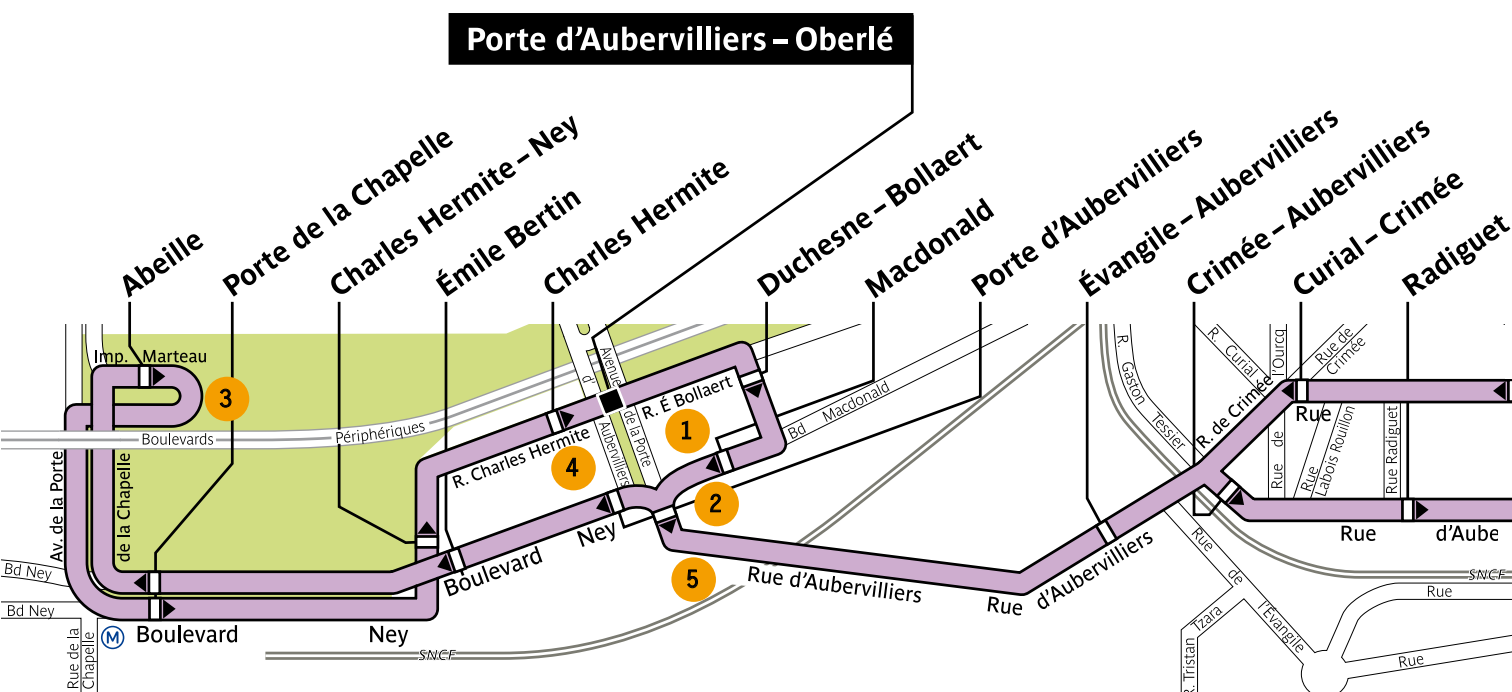 Porte d'Aubervilliers – Oberlé
Abeille
Porte de la Chapelle
Charles Hermite – Ney
Émile Bertin
Charles Hermite
Duchesne – Bollaert
Macdonald
Porte d'Aubervilliers
Évangile – Aubervilliers
Crimée – Aubervilliers
Curial – Crimée
Radiguet
Imp. Marteau
3
Boulevards
Périphériques
Av. de la Porte
de la Chapelle
Bd Ney
Bd Ney
Rue de la
Chapelle
M
Boulevard
Ney
R. Charles Hermite
4
Avenue
d'
de la Porte
Aubervilliers
R. É Bollaert
1
2
Bd Macdonald
Boulevard
Ney
5
Rue d'Aubervilliers
SNCF
Rue
d'Aubervilliers
R. Gaston
Tessier
R. Curial
l'Ourcq
Rue de
Crimée
R. de Crimée
Rue
Rue de
Rue
Labois Rouillon
Rue Radiguet
Rue
d'Aube
SNCF
Rue
de
l'Évangile
R. Tristan
Tzara
Rue
Rue